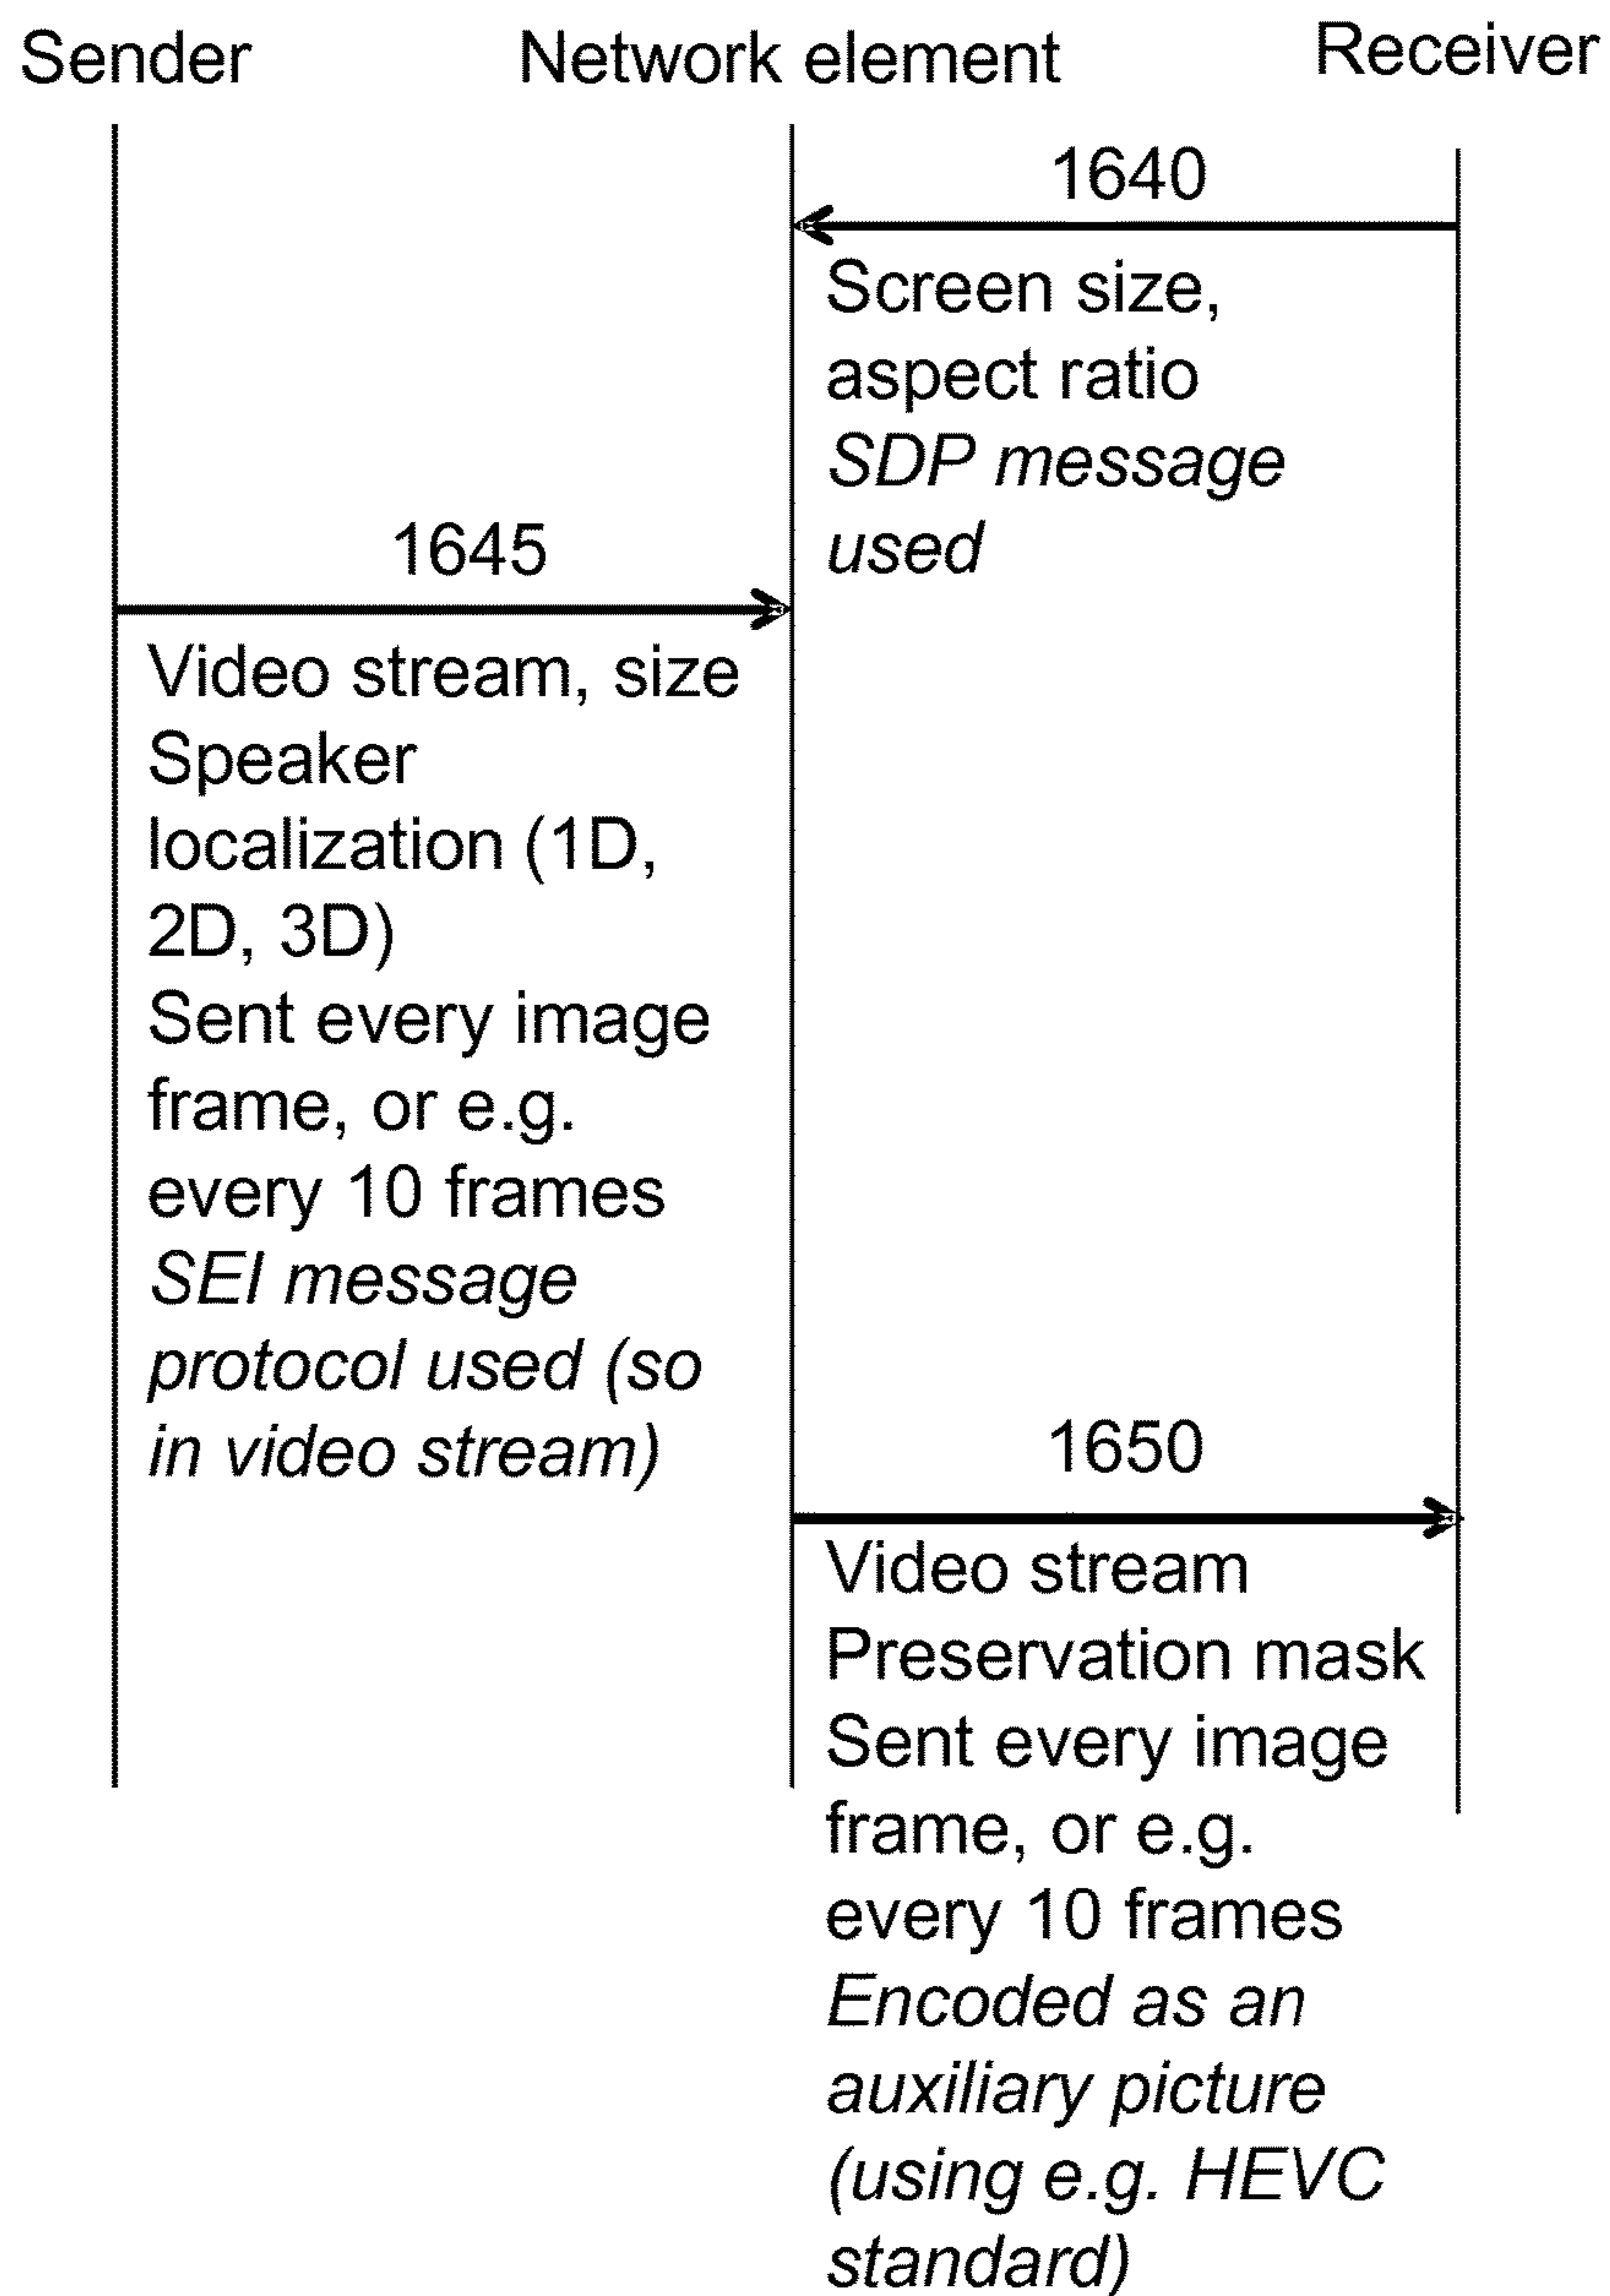 Sender
Network element
Receiver
1640
Screen size,
aspect ratio
SDP message
used
1645
Video stream, size
Speaker
localization (1D,
2D, 3D)
Sent every image
frame, or e.g.
every 10 frames
SEI message
protocol used (so
in video stream)
1650
Video stream
Preservation mask
Sent every image
frame, or e.g.
every 10 frames
Encoded as an
auxiliary picture
(using e.g. HEVC
standard)